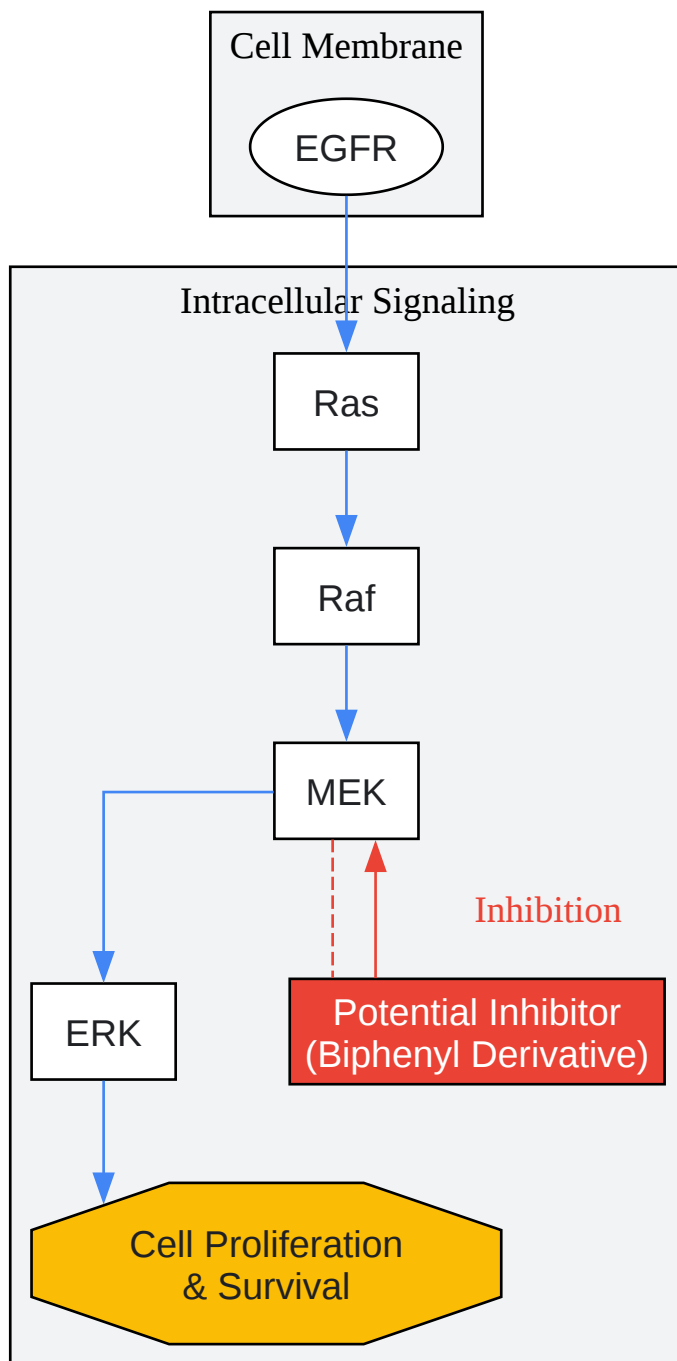 Cell Membrane
EGFR
Intracellular Signaling
Ras
Raf
MEK
Inhibition
ERK
Potential Inhibitor
(Biphenyl Derivative)
Cell Proliferation
& Survival